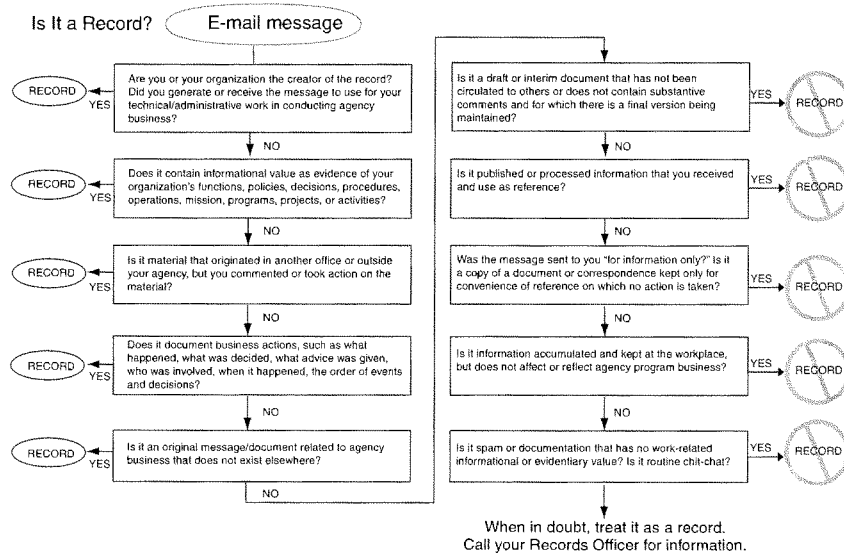 Is It a Record?
E-mail message
Are you or your organization the creator of the record?
Did you generate or receive the message to use for your
technical/administrative work in conducting agency
business?
RECORD
YES
NO
Does it contain informational value as evidence of your
organization's functions, policies, decisions, procedures,
operations, mission, programs, projects, or activities?
RECORD
YES
NO
Is it material that originated in another office or outside
your agency, but you commented or took action on the
material?
RECORD
YES
NO
Does it document business actions, such as what
happened, what was decided, what advice was given,
who was involved, when it happened, the order of events
and decisions?
RECORD
YES
NO
Is it an original message/document related to agency
business that does not exist elsewhere?
RECORD
YES
NO
Is it a draft or interim document that has not been
circulated to others or does not contain substantive
comments and for which there is a final version being
maintained?
YES
RECORD
NO
Is it published or processed information that you received
and use as reference?
YES
RECORD
NO
Was the message sent to you "for information only?" Is it
a copy of a document or correspondence kept only for
convenience of reference on which no action is taken?
YES
RECORD
NO
Is it information accumulated and kept at the workplace,
but does not affect or reflect agency program business?
YES
RECORD
NO
Is it spam or documentation that has no work-related
informational or evidentiary value? Is it routine chit-chat?
YES
RECORD
When in doubt, treat it as a record.
Call your Records Officer for information.